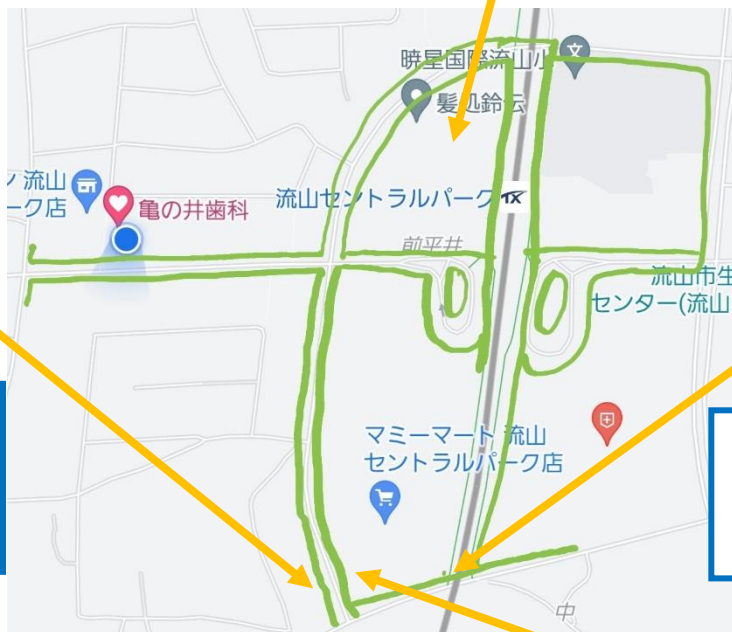 暁星国際流山小
髪処鈴伝
ン 流山
ーク店
亀の井歯科
流山セントラルパーク
TX
前平井
流山市生
センター(流山
マミーマート 流山
セントラルパーク店
中